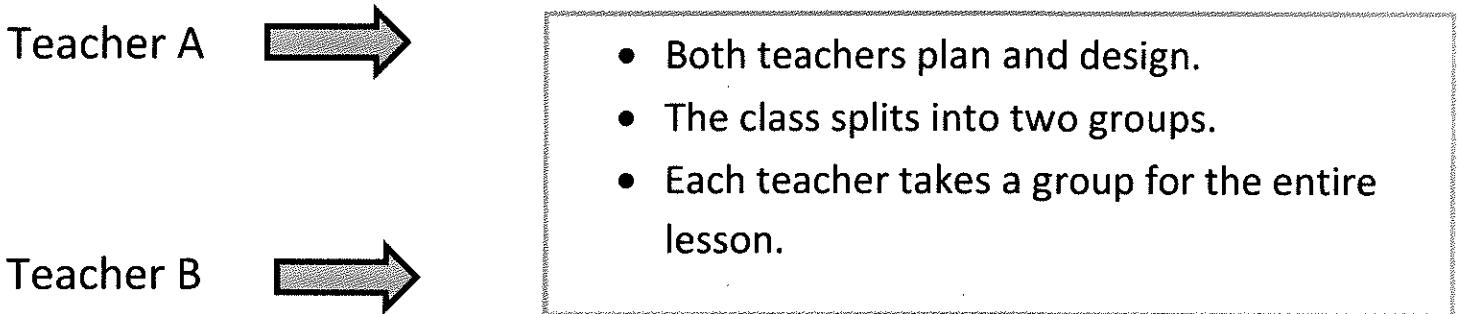 Teacher A
• Both teachers plan and design.
• The class splits into two groups.
• Each teacher takes a group for the entire
lesson.
Teacher B